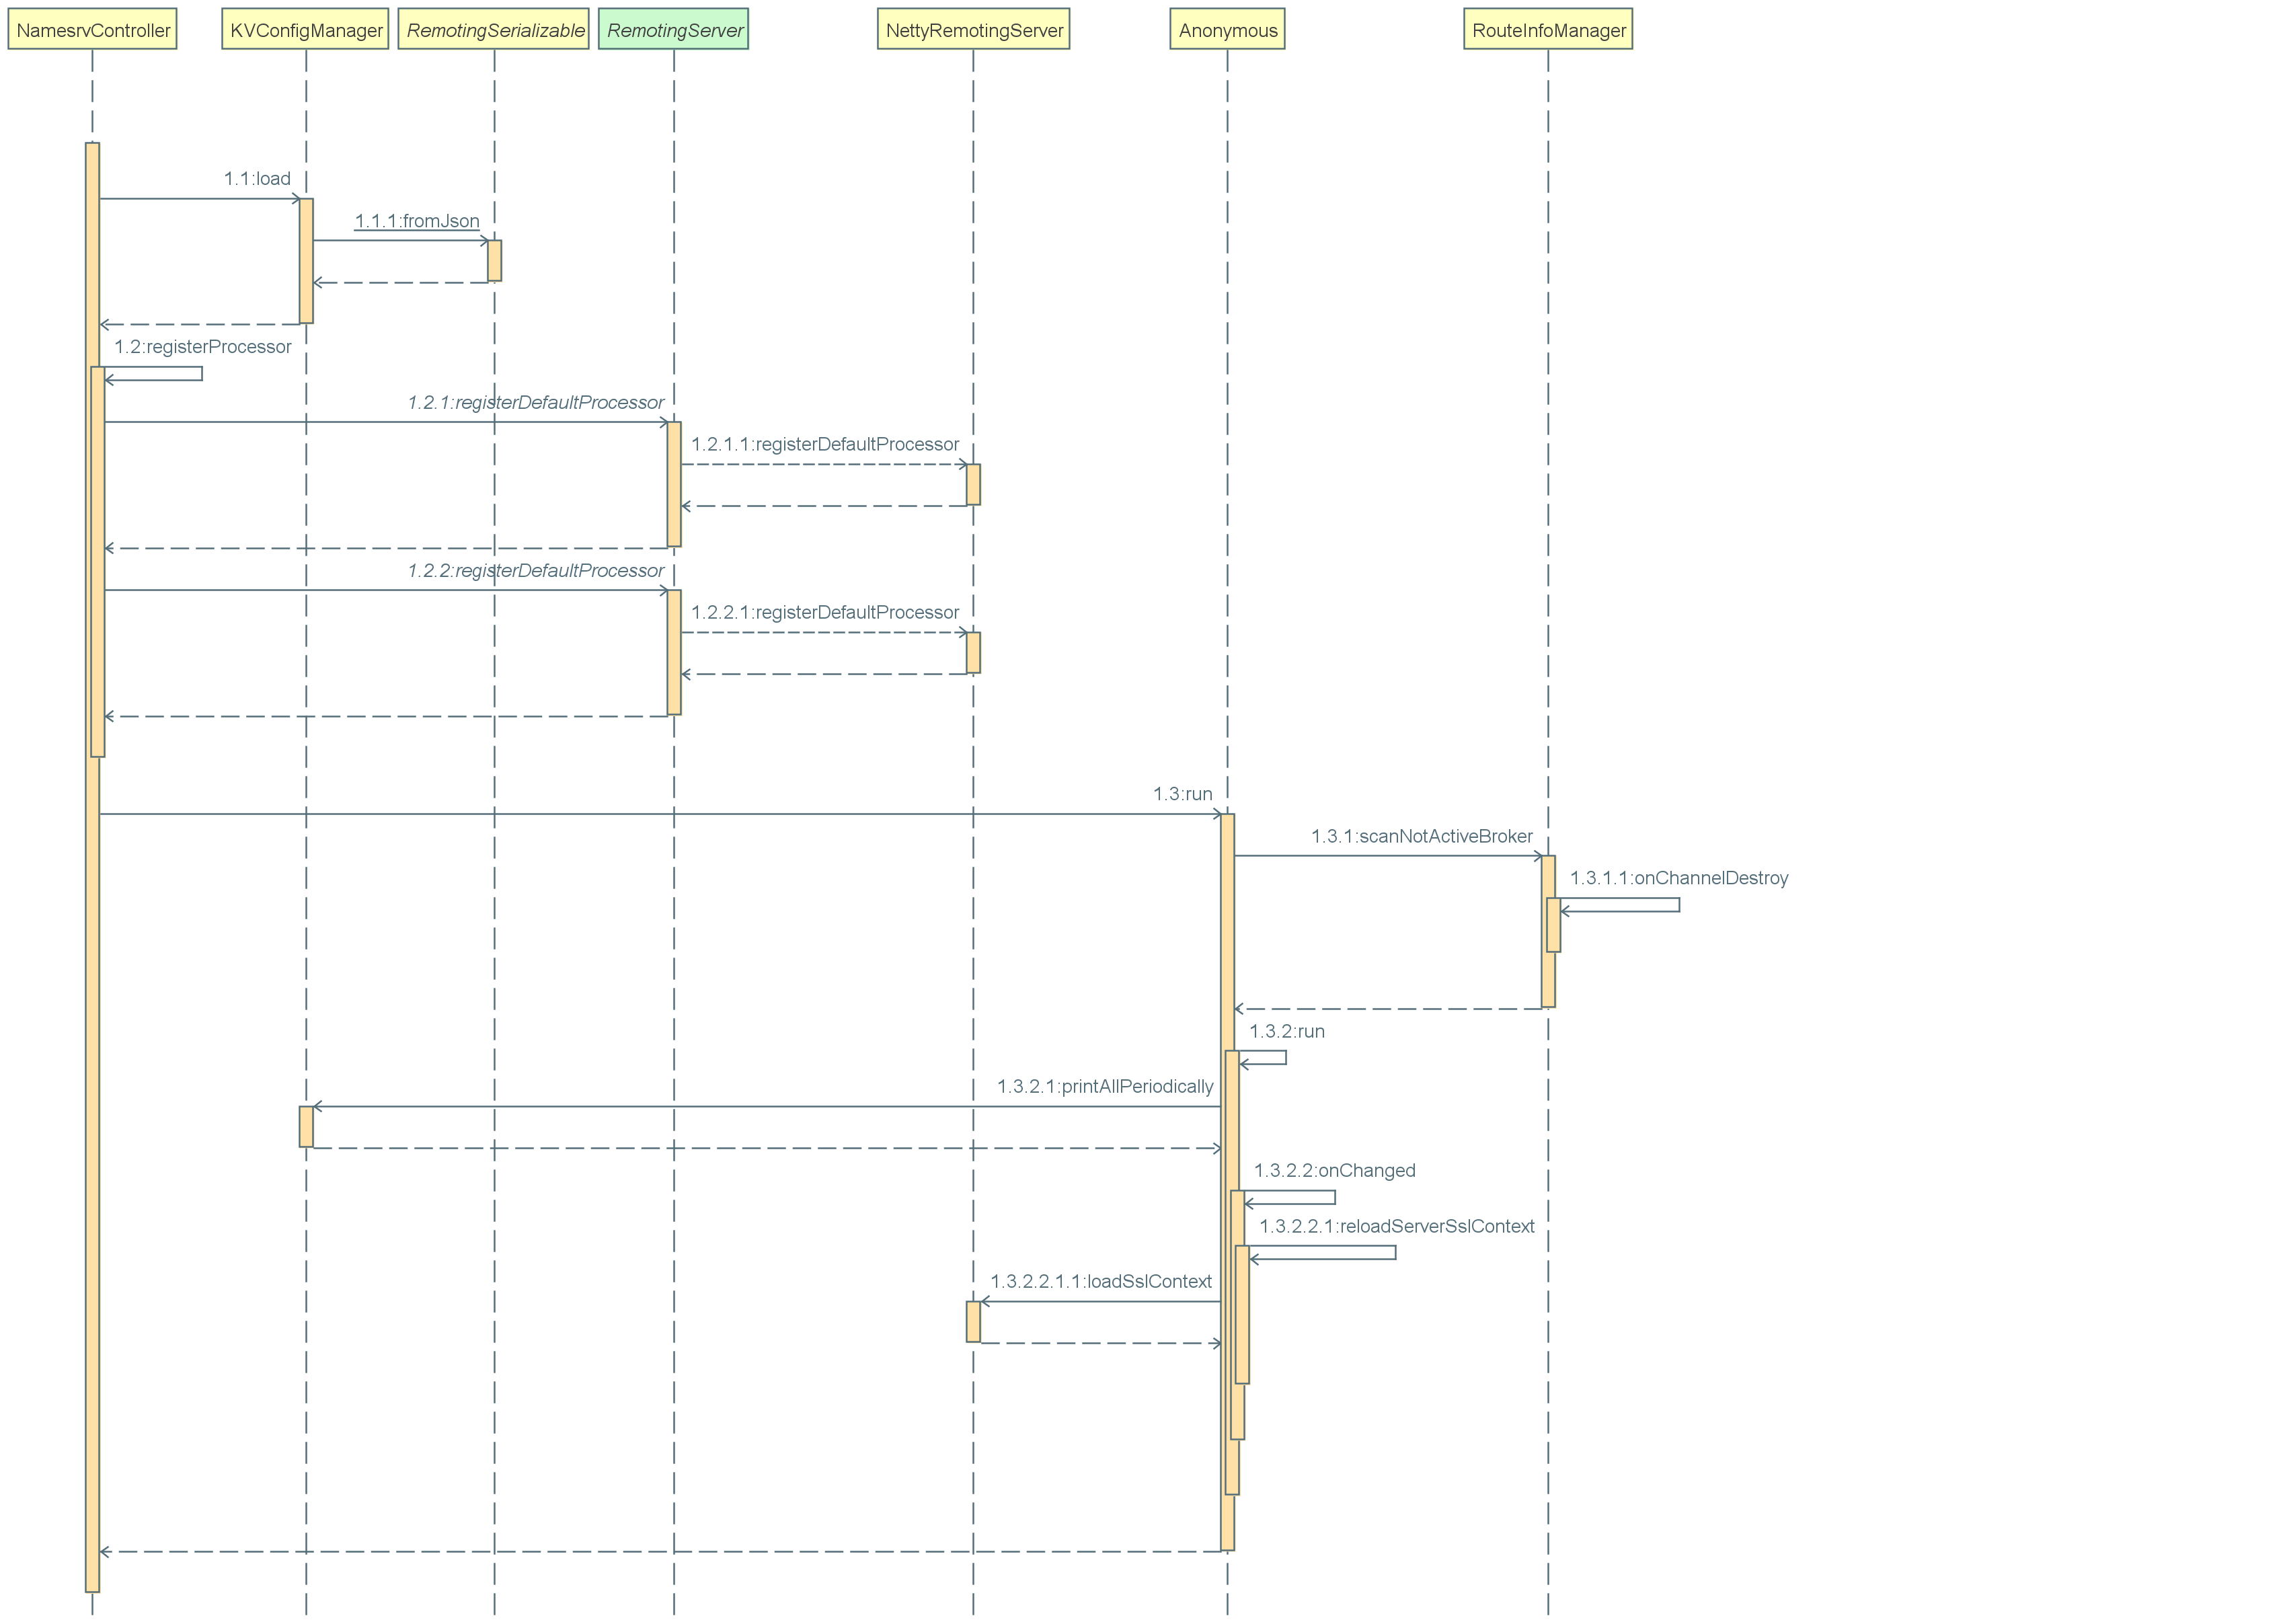 NamesrvController
KVConfigManager
RemotingSerializable
RemotingServer
NettyRemotingServer
Anonymous
RouteInfoManager
1.1:load
1.1.1:fromJson
1.2:registerProcessor
1.2.1:registerDefaultProcessor
1.2.1.1:registerDefaultProcessor
1.2.2:registerDefaultProcessor
1.2.2.1:registerDefaultProcessor
1.3:run
1.3.1:scanNotActiveBroker
1.3.1.1:onChannelDestroy
1.3.2:run
1.3.2.1:printAllPeriodically
1.3.2.2:onChanged
1.3.2.2.1:reloadServerSslContext
1.3.2.2.1.1:loadSslContext